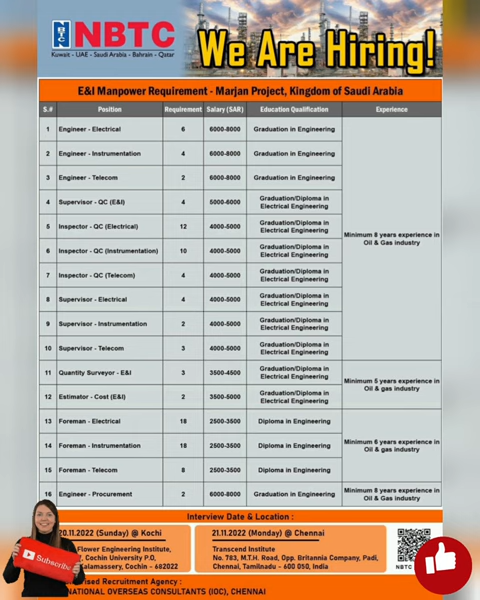 NBTC
NBTC
Kuwait - UAE - Saudi Arabia - Bahrain - Qatar
We Are Hiring!
E&I Manpower Requirement - Marjan Project, Kingdom of Saudi Arabia
S.# Position Requirement Salary (SAR) Education Qualification Experience
1 Engineer - Electrical 6 6000-8000 Graduation in Engineering
2 Engineer - Instrumentation 4 6000-8000 Graduation in Engineering
3 Engineer - Telecom 2 6000-8000 Graduation in Engineering
4 Supervisor - QC (E&I) 4 5000-6000 Graduation/Diploma in
Electrical Engineering
5 Inspector - QC (Electrical) 12 4000-5000 Graduation/Diploma in
Electrical Engineering
Minimum 8 years experience in
Oil & Gas industry
6 Inspector - QC (Instrumentation) 10 4000-5000 Graduation/Diploma in
Electrical Engineering
7 Inspector - QC (Telecom) 4 4000-5000 Graduation/Diploma in
Electrical Engineering
8 Supervisor - Electrical 4 4000-5000 Graduation/Diploma in
Electrical Engineering
9 Supervisor - Instrumentation 2 4000-5000 Graduation/Diploma in
Electrical Engineering
10 Supervisor - Telecom 3 4000-5000 Graduation/Diploma in
Electrical Engineering
11 Quantity Surveyor - E&I 3 3500-4500 Graduation/Diploma in
Electrical Engineering
Minimum 5 years experience in
Oil & gas industry
12 Estimator - Cost (E&I) 2 3500-5000 Graduation/Diploma in
Electrical Engineering
13 Foreman - Electrical 18 2500-3500 Diploma in Engineering
14 Foreman - Instrumentation 18 2500-3500 Diploma in Engineering
Minimum 6 years experience in
Oil & gas industry
15 Foreman - Telecom 8 2500-3500 Diploma in Engineering
16 Engineer - Procurement 2 6000-8000 Graduation in Engineering
Minimum 8 years experience in
Oil & Gas industry
Interview Date & Location :
20.11.2022 (Sunday) @ Kochi
Flower Engineering Institute,
Cochin University P.O,
alamassery, Cochin – 682022
21.11.2022 (Monday) @ Chennai
Transcend Institute
No. 783, M.T.H. Road, Opp. Britannia Company, Padi,
Chennai, Tamilnadu – 600 050, India
NBTC
Subscribe
ised Recruitment Agency :
NATIONAL OVERSEAS CONSULTANTS (IOC), CHENNAI